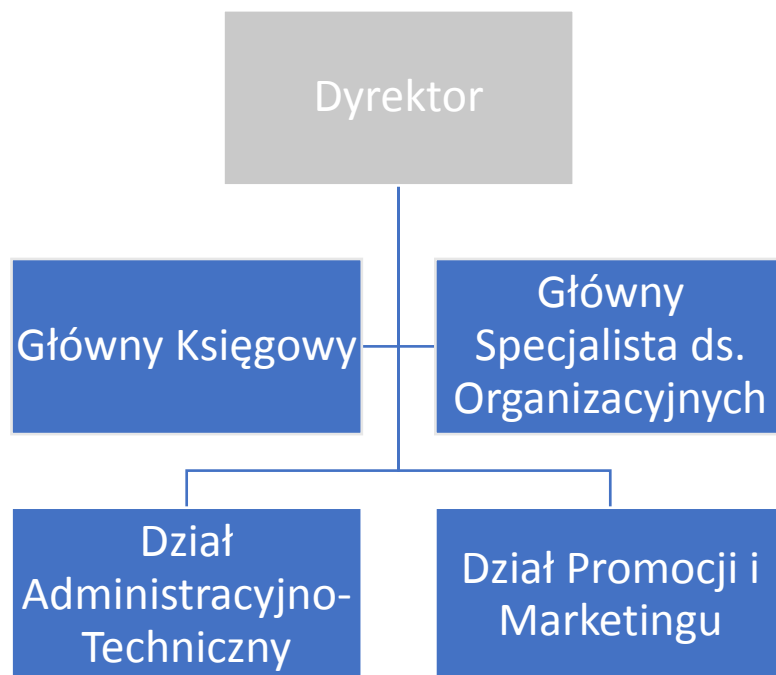 Dyrektor
Główny Księgowy
Główny
Specjalista ds.
Organizacyjnych
Dział
Administracyjno-
Techniczny
Dział Promocji i
Marketingu